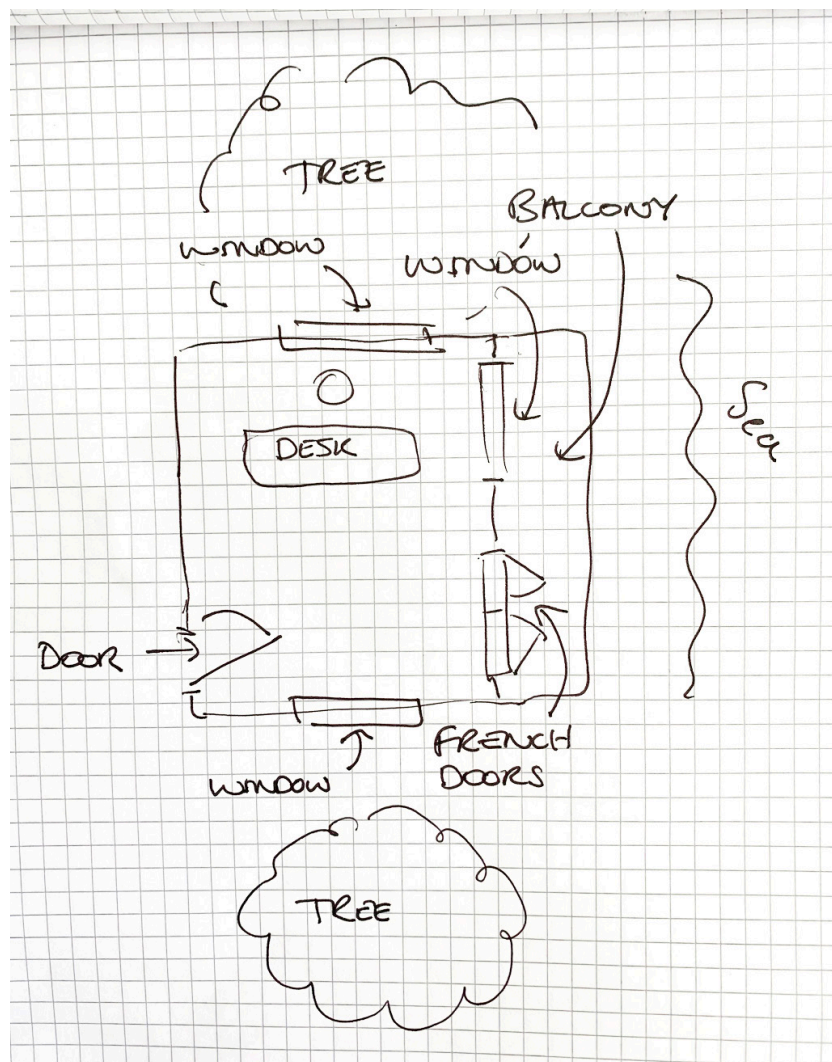 TREE
BALCONY
WINDOW
WINDOW
Sea
DESK
DOOR
FRENCH
DOORS
WINDOW
TREE